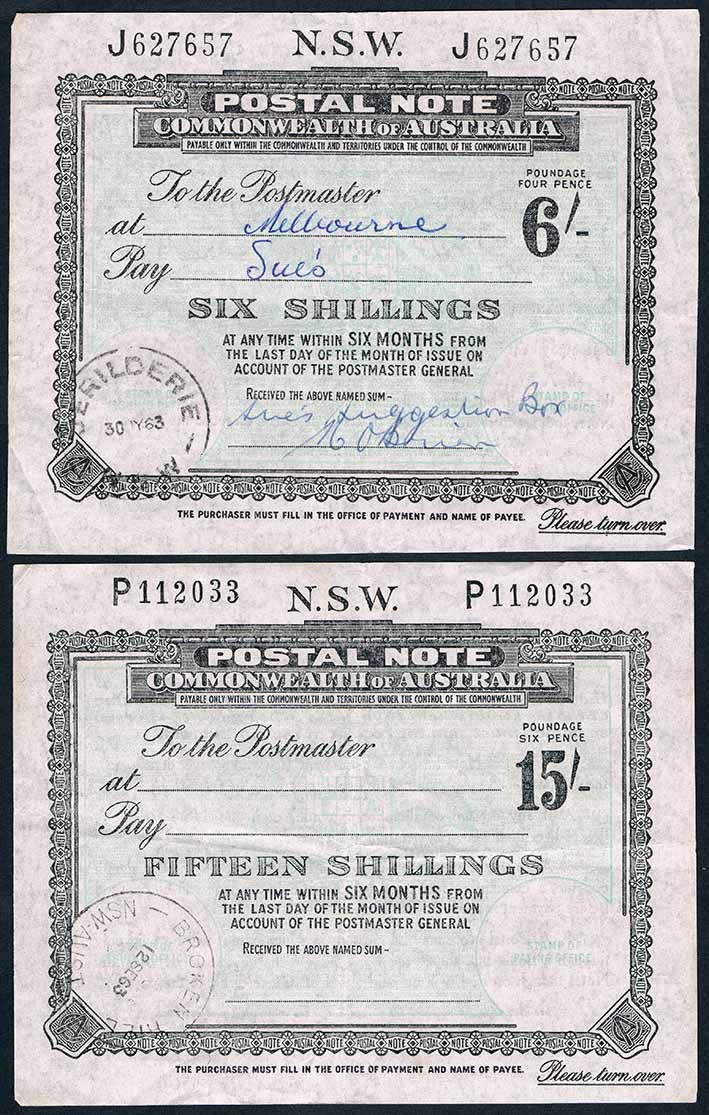 J627657 N.S.W. J627657
POSTAL NOTE
COMMONWEALTH OF AUSTRALIA
PAYABLE ONLY WITHIN THE COMMONWEALTH AND TERRITORIES UNDER THE CONTROL OF THE COMMONWEALTH
POUNDAGE
FOUR PENCE
6/-
To the Postmaster
at Melbourne
Pay Sue's
SIX SHILLINGS
AT ANY TIME WITHIN SIX MONTHS FROM
THE LAST DAY OF THE MONTH OF ISSUE ON
ACCOUNT OF THE POSTMASTER GENERAL
RECEIVED THE ABOVE NAMED SUM-
Sue's Suggestion Box
O'Brien
JERILDERIE
63
STAMP OF
THE PURCHASER MUST FILL IN THE OFFICE OF PAYMENT AND NAME OF PAYEE.
Please turn over.
P112033 N.S.W. P112033
POSTAL NOTE
COMMONWEALTH OF AUSTRALIA
PAYABLE ONLY WITHIN THE COMMONWEALTH AND TERRITORIES UNDER THE CONTROL OF THE COMMONWEALTH
POUNDAGE
SIX PENCE
15/-
To the Postmaster
at
Pay
FIFTEEN SHILLINGS
AT ANY TIME WITHIN SIX MONTHS FROM
THE LAST DAY OF THE MONTH OF ISSUE ON
ACCOUNT OF THE POSTMASTER GENERAL
RECEIVED THE ABOVE NAMED SUM-
BROKEN HILL
NSW-AUST
STAMP OF
PAYING OFFICE
THE PURCHASER MUST FILL IN THE OFFICE OF PAYMENT AND NAME OF PAYEE.
Please turn over.